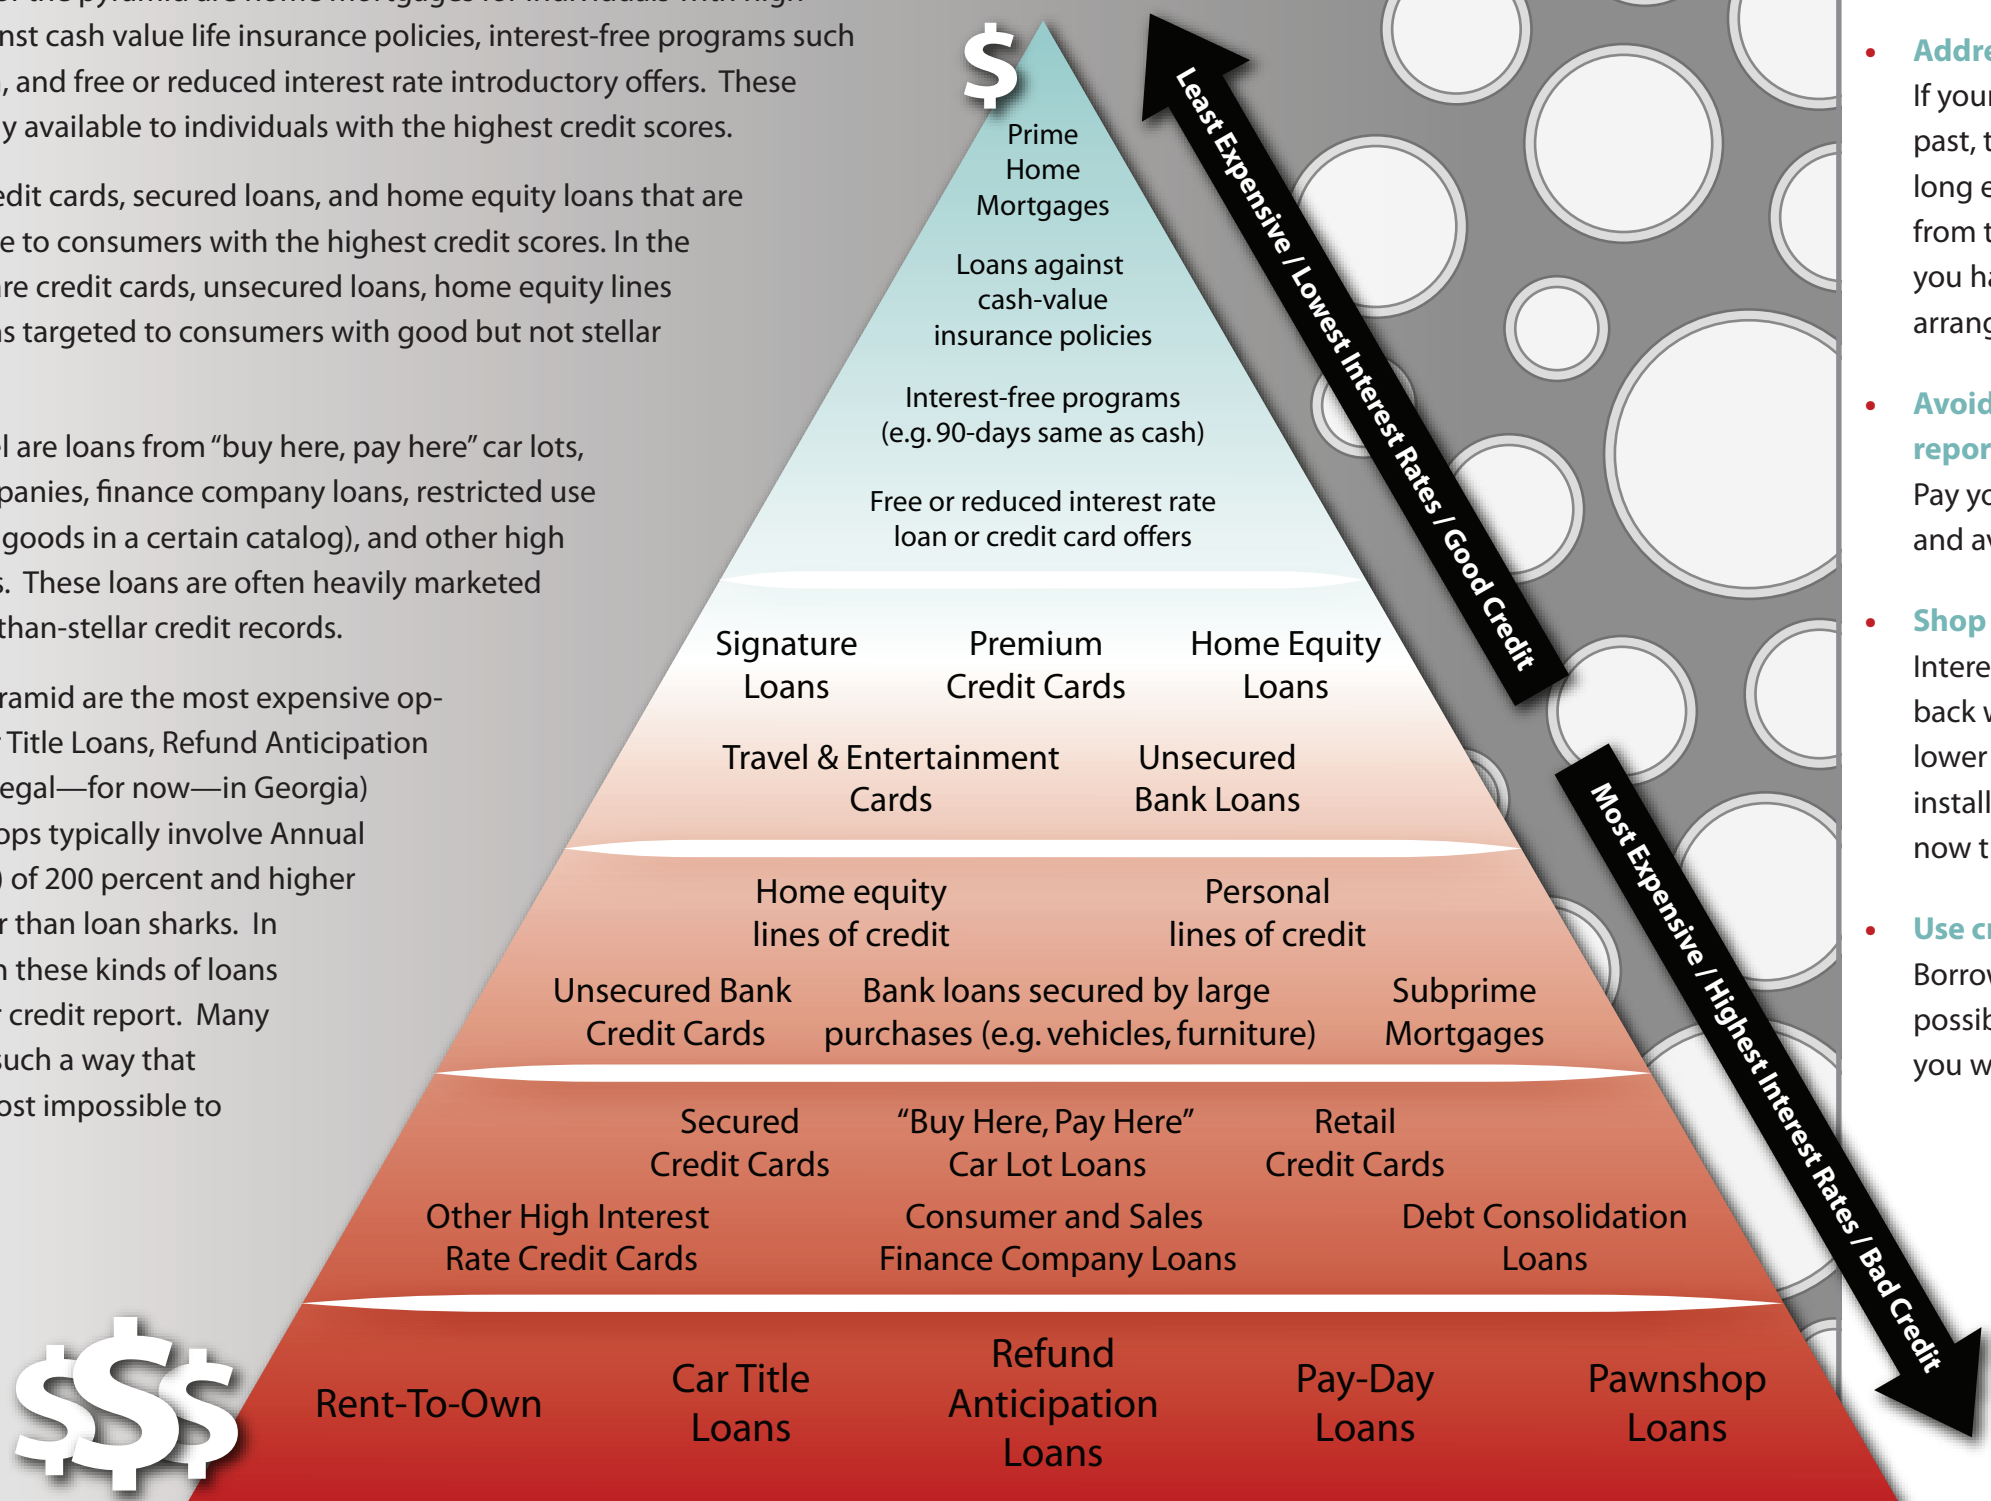 nst cash value life insurance policies, interest-free programs such
, and free or reduced interest rate introductory offers.  These
y available to individuals with the highest credit scores.
edit cards, secured loans, and home equity loans that are
e to consumers with the highest credit scores. In the
are credit cards, unsecured loans, home equity lines
ns targeted to consumers with good but not stellar
el are loans from “buy here, pay here” car lots,
panies, finance company loans, restricted use
goods in a certain catalog), and other high
s.  These loans are often heavily marketed
than-stellar credit records.
ramid are the most expensive op-
r Title Loans, Refund Anticipation
egal—for now—in Georgia)
ops typically involve Annual
) of 200 percent and higher
r than loan sharks.  In
n these kinds of loans
r credit report.  Many
such a way that
ost impossible to
$
Prime
Home
Mortgages
Loans against
cash-value
insurance policies
Interest-free programs
(e.g. 90-days same as cash)
Free or reduced interest rate
loan or credit card offers
Signature
Loans
Premium
Credit Cards
Home Equity
Loans
Travel & Entertainment
Cards
Unsecured
Bank Loans
Home equity
lines of credit
Personal
lines of credit
Unsecured Bank
Credit Cards
Bank loans secured by large
purchases (e.g. vehicles, furniture)
Subprime
Mortgages
Secured
Credit Cards
“Buy Here, Pay Here”
Car Lot Loans
Retail
Credit Cards
Other High Interest
Rate Credit Cards
Consumer and Sales
Finance Company Loans
Debt Consolidation
Loans
$$$
Rent-To-Own
Car Title
Loans
Refund
Anticipation
Loans
Pay-Day
Loans
Pawnshop
Loans
Least Expensive / Lowest Interest Rates / Good Credit
Most Expensive / Highest Interest Rates / Bad Credit
• Addre
If your
past, t
long e
from t
you ha
arrang
• Avoid
repor
Pay yo
and av
• Shop
Intere
back w
lower
install
now t
• Use cr
Borrow
possib
you w